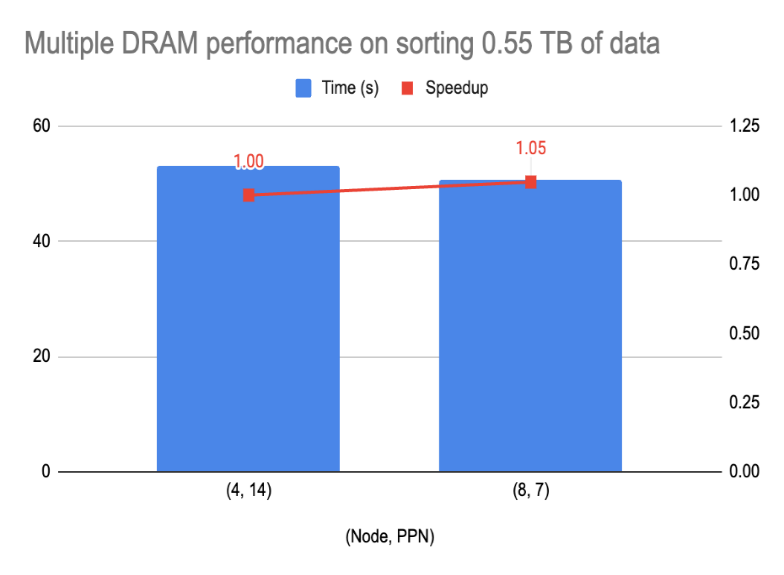 Multiple DRAM performance on sorting 0.55 TB of data
Time (s) Speedup
60 1.25
1.00 1.05
1.00
40
0.75
20
0.50
0.25
0 0.00
(4, 14) (8, 7)
(Node, PPN)